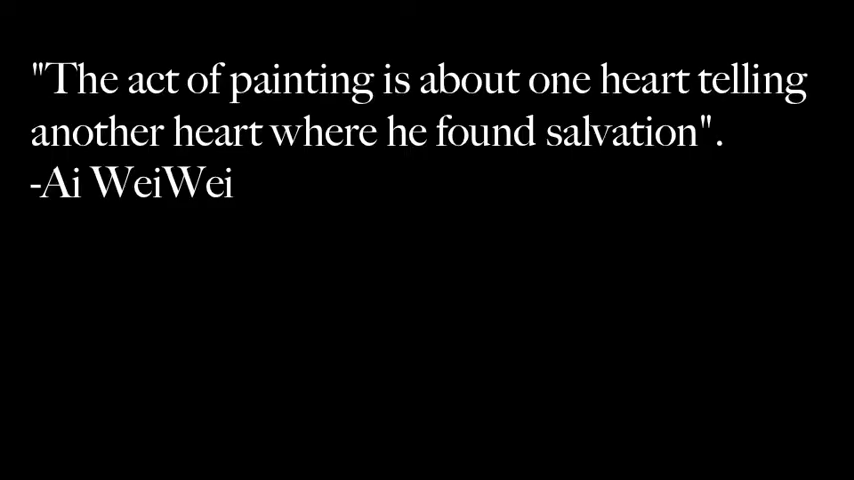 "The act of painting is about one heart telling
another heart where he found salvation".
-Ai WeiWei